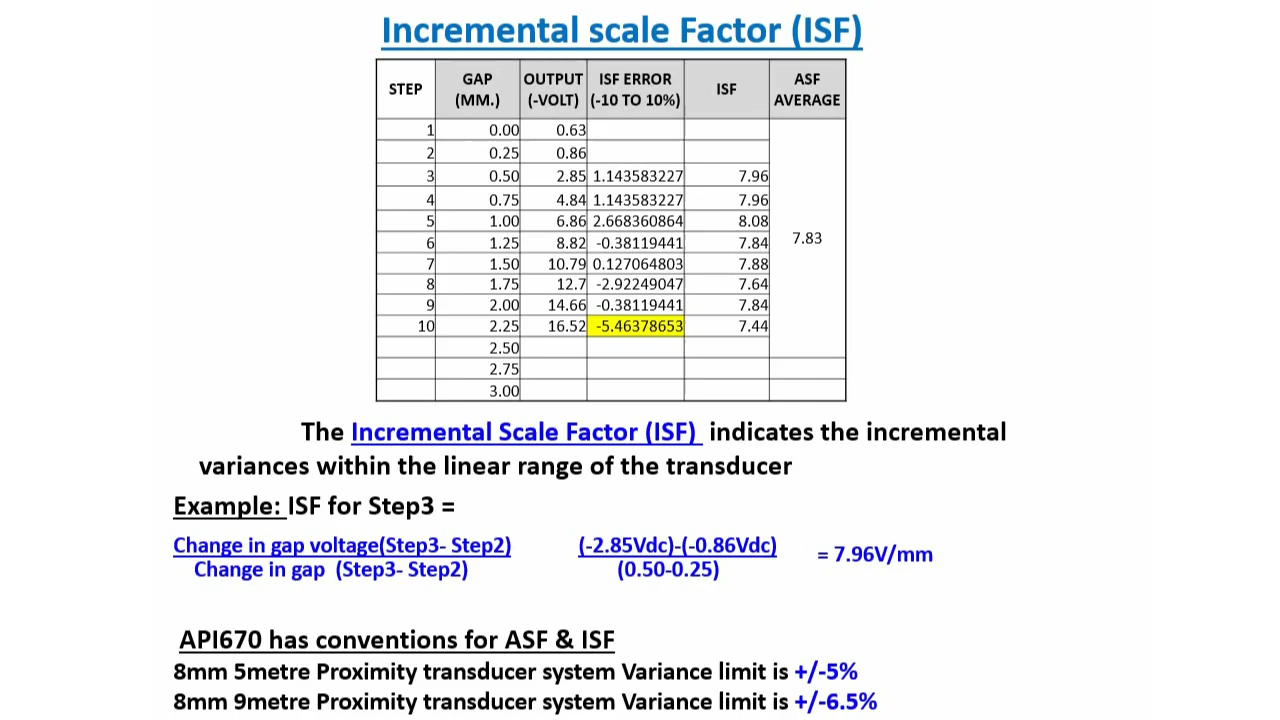 Incremental scale Factor (ISF)
STEP GAP (MM.) OUTPUT (-VOLT) ISF ERROR (-10 TO 10%) ISF ASF AVERAGE
1 0.00 0.63
2 0.25 0.86
3 0.50 2.85 1.143583227 7.96
4 0.75 4.84 1.143583227 7.96
5 1.00 6.86 2.668360864 8.08
6 1.25 8.82 -0.38119441 7.84 7.83
7 1.50 10.79 0.127064803 7.88
8 1.75 12.7 -2.92249047 7.64
9 2.00 14.66 -0.38119441 7.84
10 2.25 16.52 -5.46378653 7.44
2.50
2.75
3.00
The Incremental Scale Factor (ISF) indicates the incremental
variances within the linear range of the transducer
Example: ISF for Step3 =
Change in gap voltage(Step3- Step2) (-2.85Vdc)-(-0.86Vdc) = 7.96V/mm
Change in gap (Step3- Step2) (0.50-0.25)
API670 has conventions for ASF & ISF
8mm 5metre Proximity transducer system Variance limit is +/-5%
8mm 9metre Proximity transducer system Variance limit is +/-6.5%